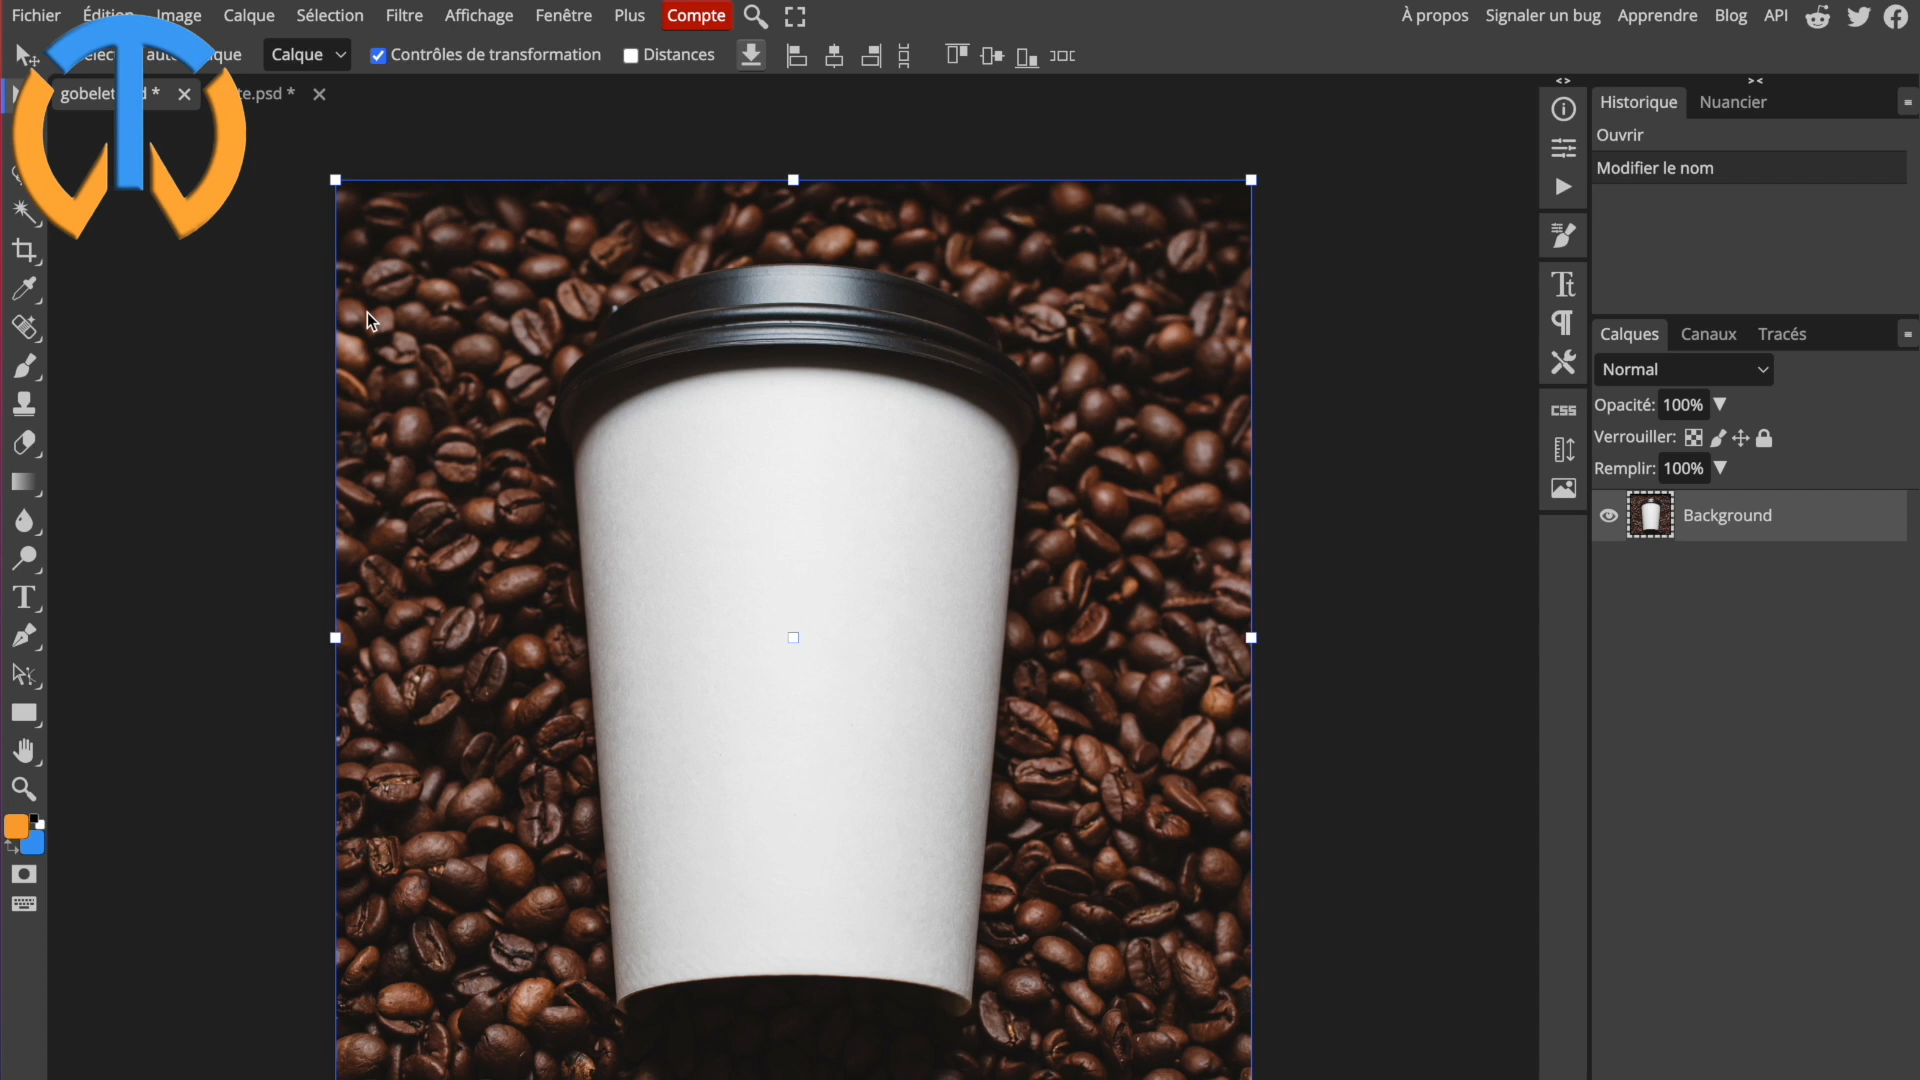 Fichier Édition Image Calque Sélection Filtre Affichage Fenêtre Plus Compte À propos Signaler un bug Apprendre Blog API
Calque Contrôles de transformation Distances
gobelet * te.psd *
Historique Nuancier
Ouvrir
Modifier le nom
Calques Canaux Tracés
Normal
Opacité: 100%
Verrouiller:
Remplir: 100%
Background
CSS